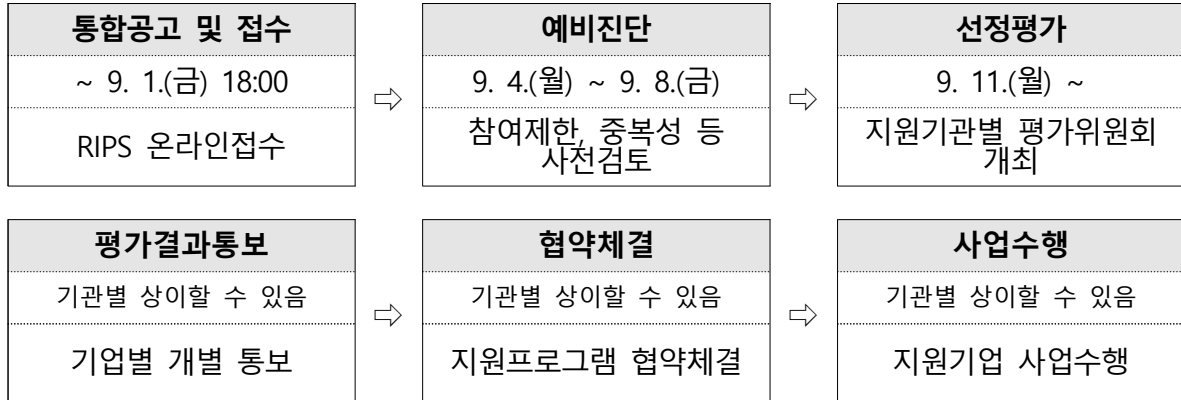 통합공고 및 접수
~ 9. 1.(금) 18:00
RIPS 온라인접수
⇨
예비진단
9. 4.(월) ~ 9. 8.(금)
참여제한, 중복성 등
사전검토
⇨
선정평가
9. 11.(월) ~
지원기관별 평가위원회
개최
평가결과통보
기관별 상이할 수 있음
기업별 개별 통보
⇨
협약체결
기관별 상이할 수 있음
지원프로그램 협약체결
⇨
사업수행
기관별 상이할 수 있음
지원기업 사업수행